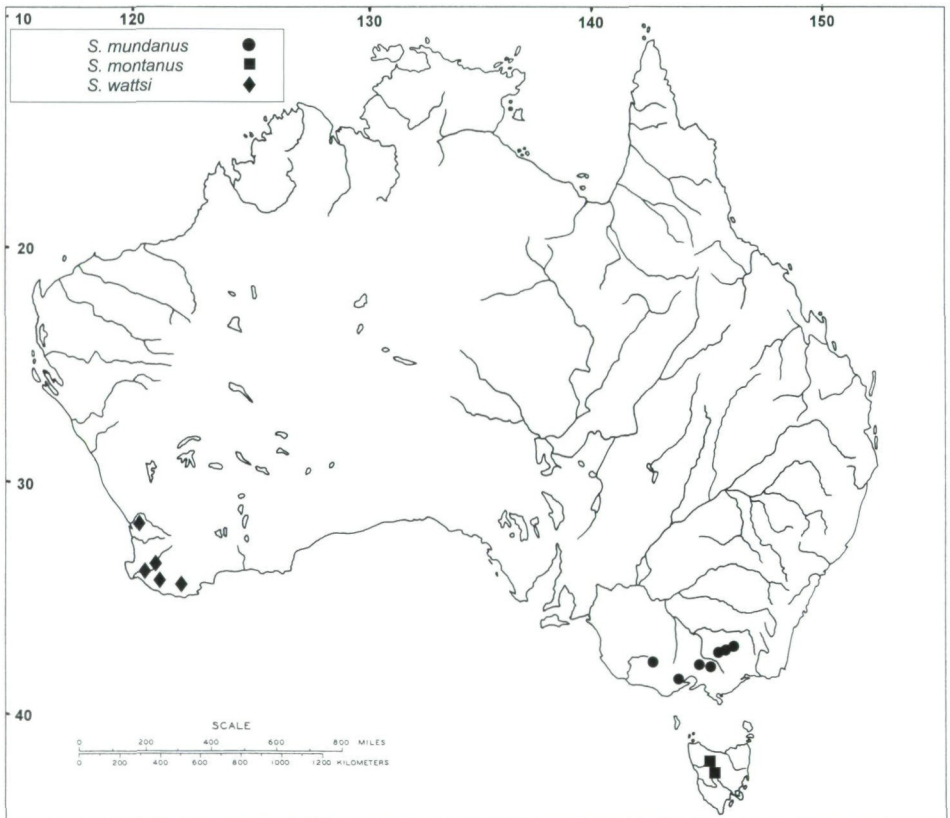 10 120 130 140 150
S. mundanus
S. montanus
S. wattsi
20
30
40
SCALE
0 200 400 600 800 MILES
0 200 400 600 800 1000 1200 KILOMETERS